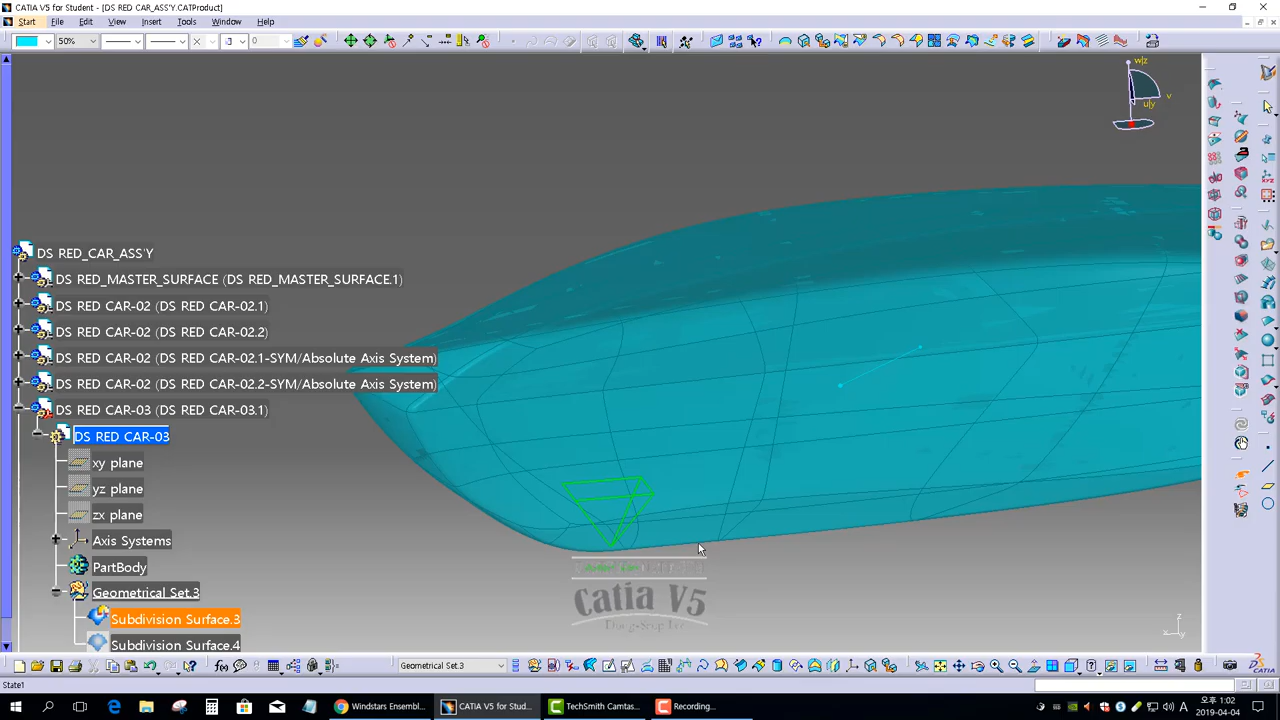 CATIA V5 for Student - [DS RED CAR_ASS'Y.CATProduct]
Start File Edit View Insert Tools Window Help
50% 0
w|z
v
u|y
DS RED_CAR_ASS'Y
DS RED_MASTER_SURFACE (DS RED_MASTER_SURFACE.1)
DS RED CAR-02 (DS RED CAR-02.1)
DS RED CAR-02 (DS RED CAR-02.2)
DS RED CAR-02 (DS RED CAR-02.1-SYM/Absolute Axis System)
DS RED CAR-02 (DS RED CAR-02.2-SYM/Absolute Axis System)
DS RED CAR-03 (DS RED CAR-03.1)
DS RED CAR-03
xy plane
yz plane
zx plane
Axis Systems
PartBody
Geometrical Set.3
Subdivision Surface.3
Subdivision Surface.4
Catia V5
z
x y
f(x) Geometrical Set.3
CATIA
State1
Windstars Ensembl...
CATIA V5 for Stud...
TechSmith Camtas...
Recording...
A
오후 1:02
2019-04-04